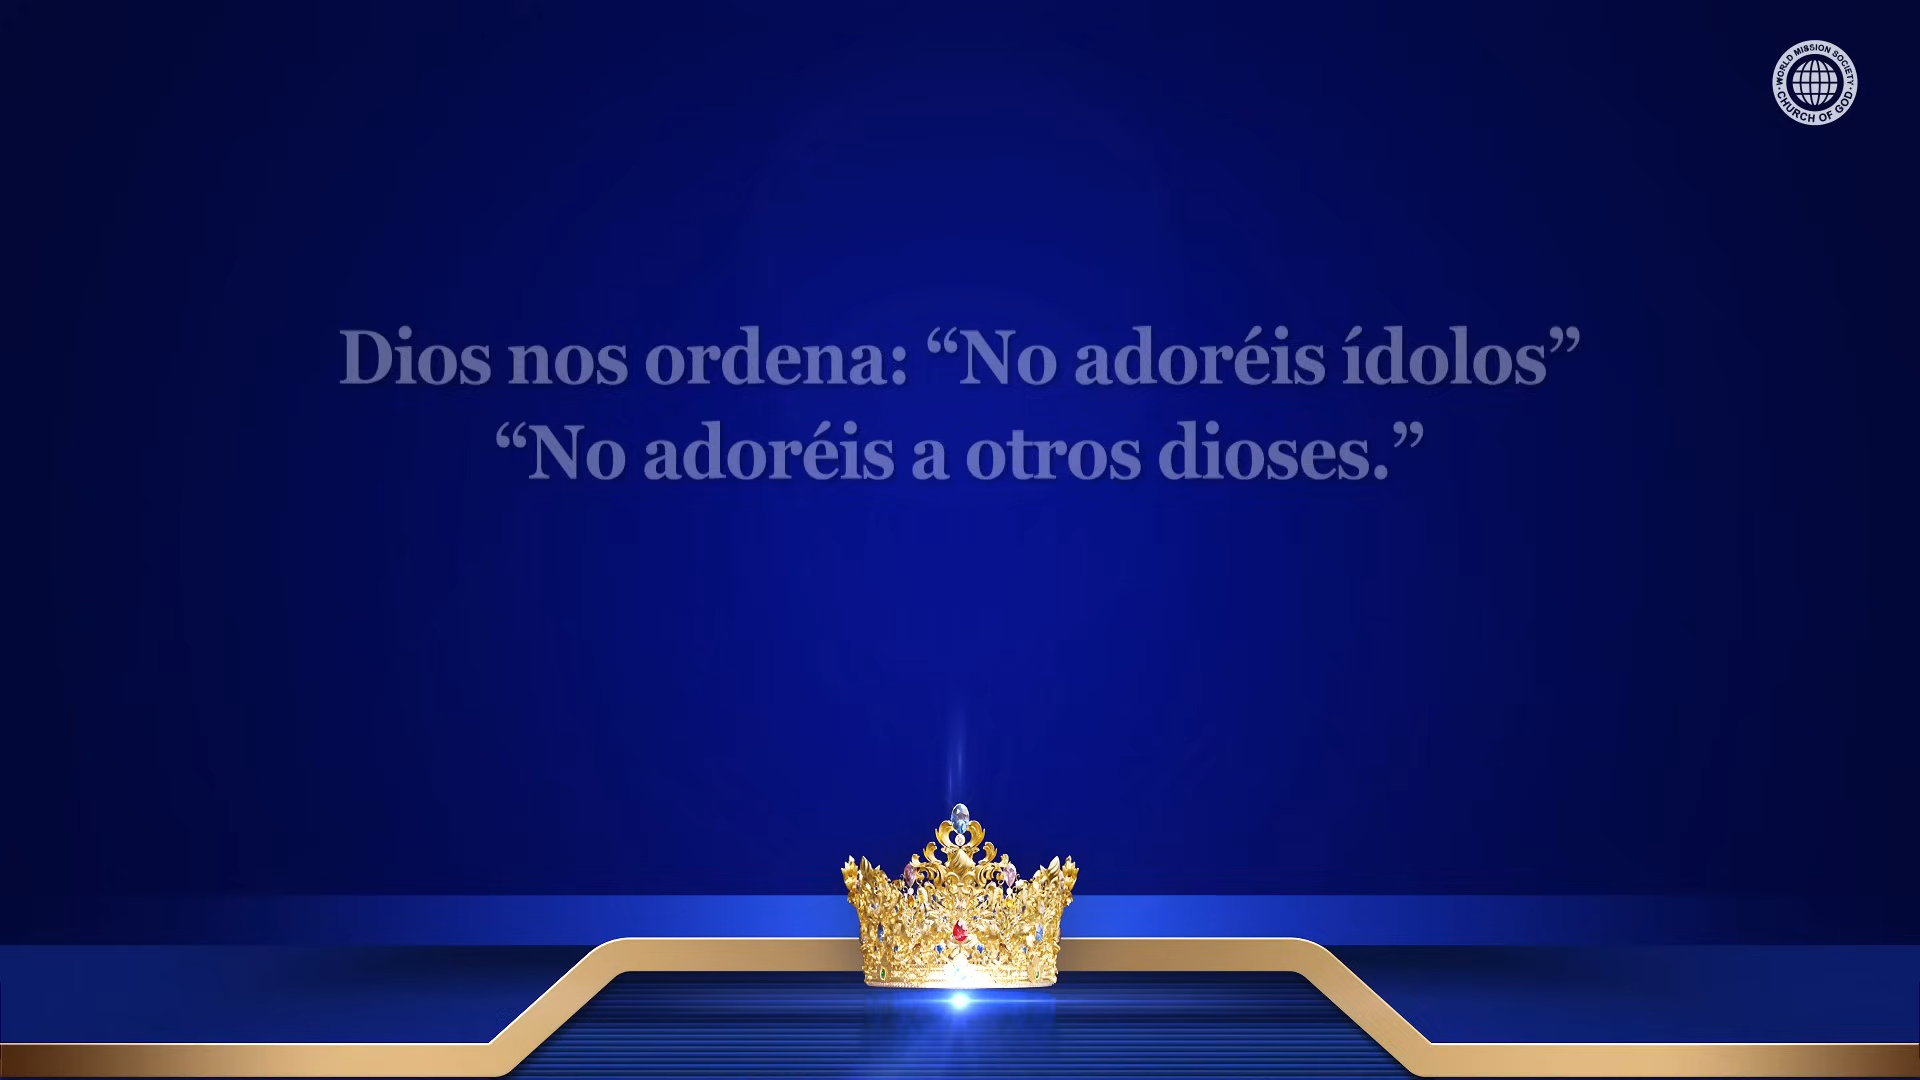 WORLD MISSION SOCIETY
CHURCH OF GOD
Dios nos ordena: “No adoréis ídolos”
“No adoréis a otros dioses.”